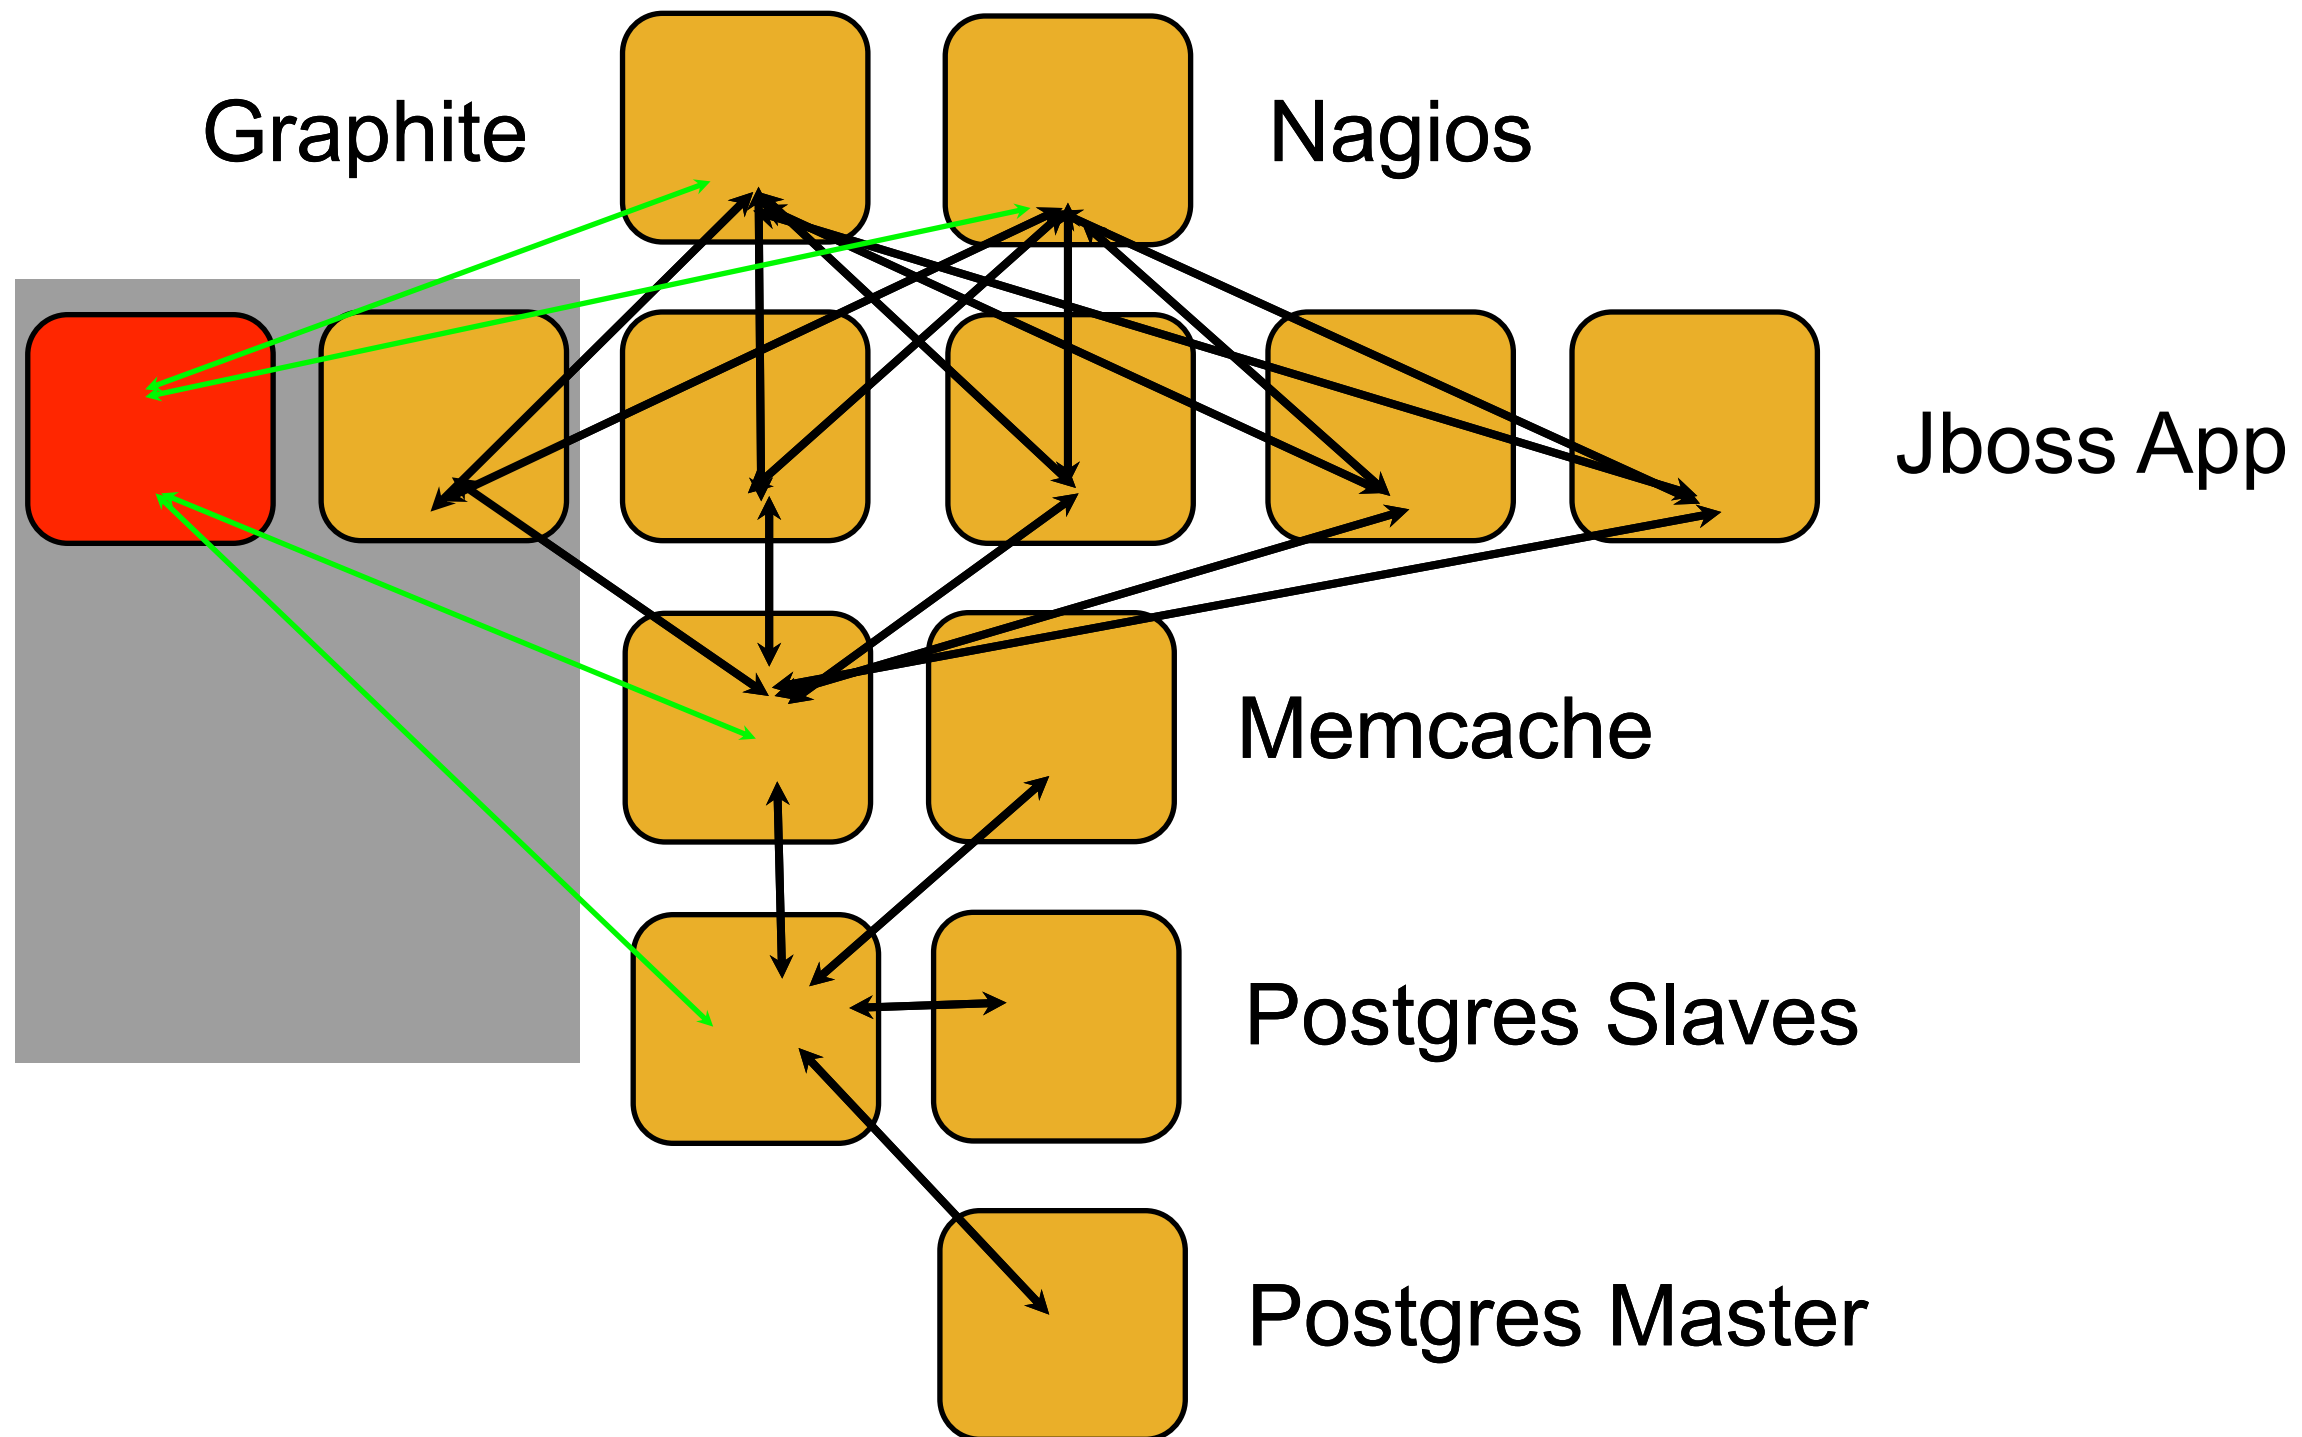 Graphite
Nagios
Jboss App
Memcache
Postgres Slaves
Postgres Master